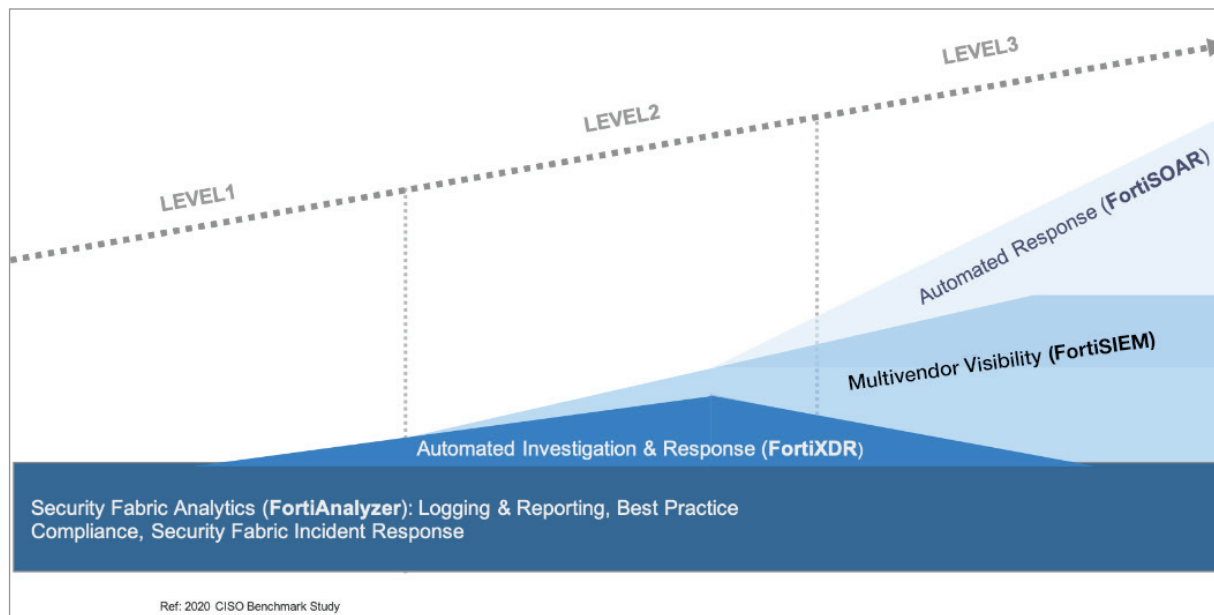 LEVEL1
LEVEL2
LEVEL3
Automated Response (FortiSOAR)
Multivendor Visibility (FortiSIEM)
Automated Investigation & Response (FortiXDR)
Security Fabric Analytics (FortiAnalyzer): Logging & Reporting, Best Practice
Compliance, Security Fabric Incident Response
Ref: 2020 CISO Benchmark Study